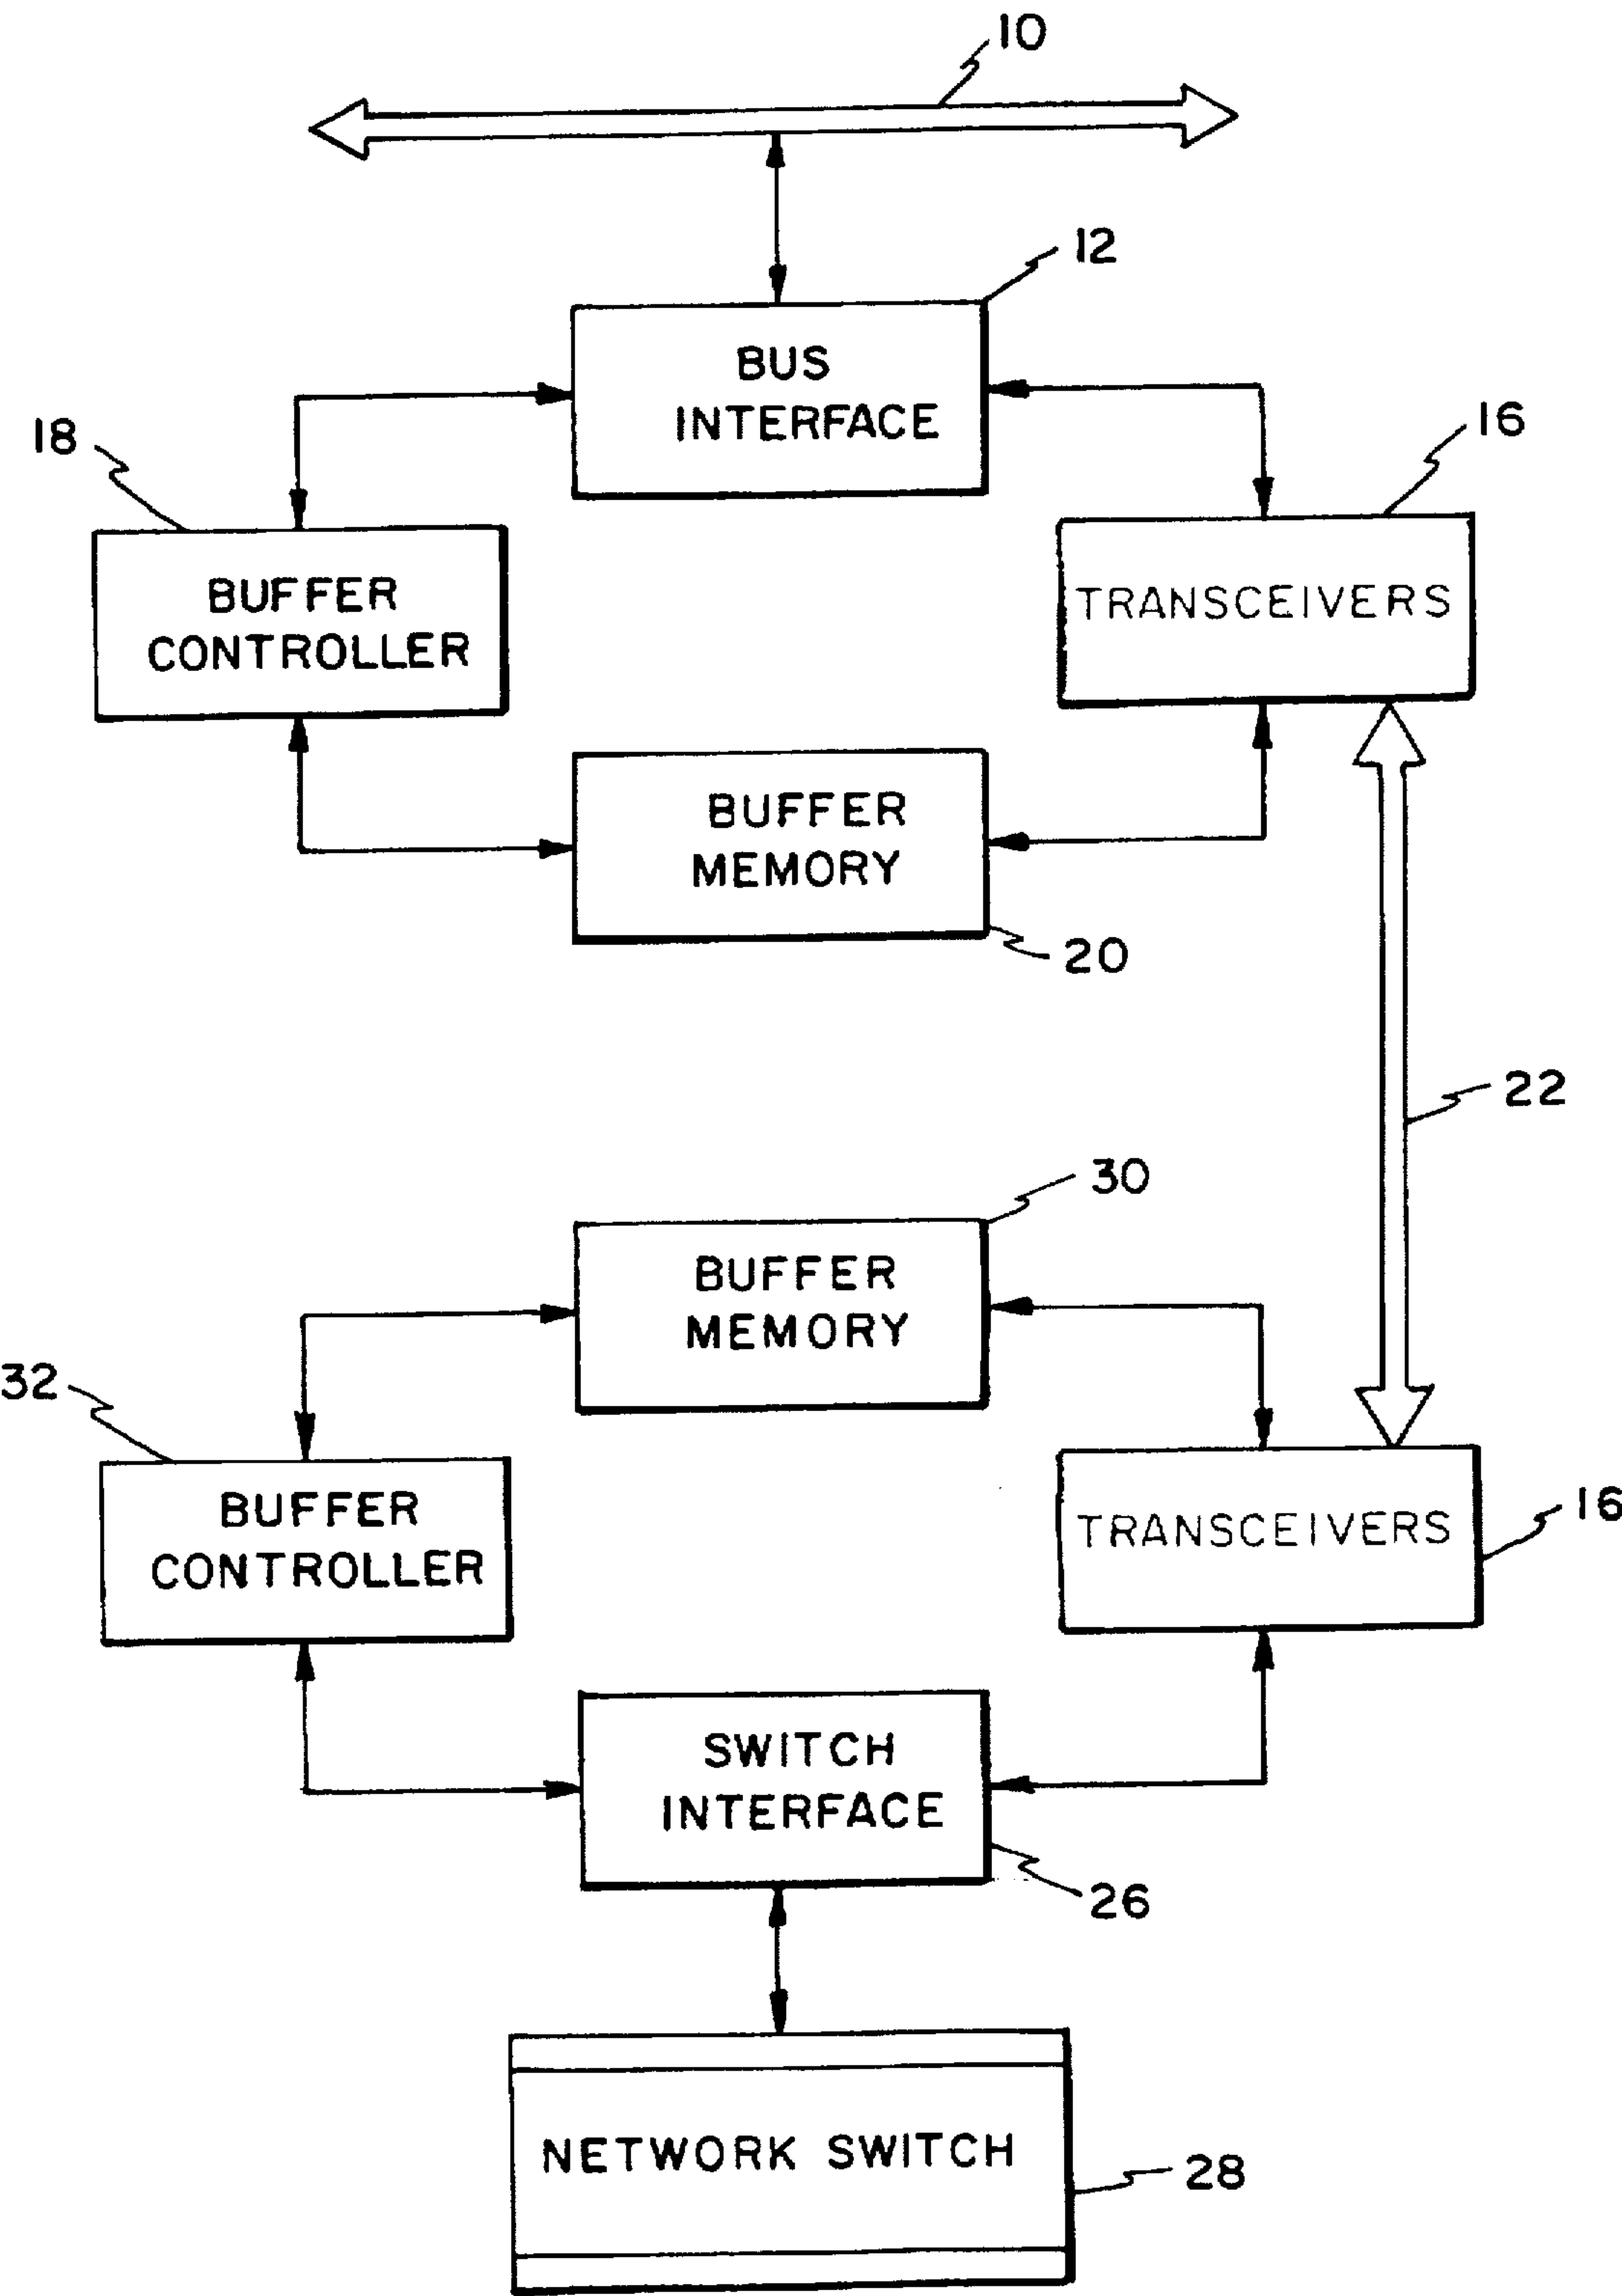 10
12
BUS
INTERFACE
18
16
BUFFER
CONTROLLER
TRANSCEIVERS
BUFFER
MEMORY
20
22
30
BUFFER
MEMORY
32
BUFFER
CONTROLLER
TRANSCEIVERS
16
SWITCH
INTERFACE
26
NETWORK SWITCH
28